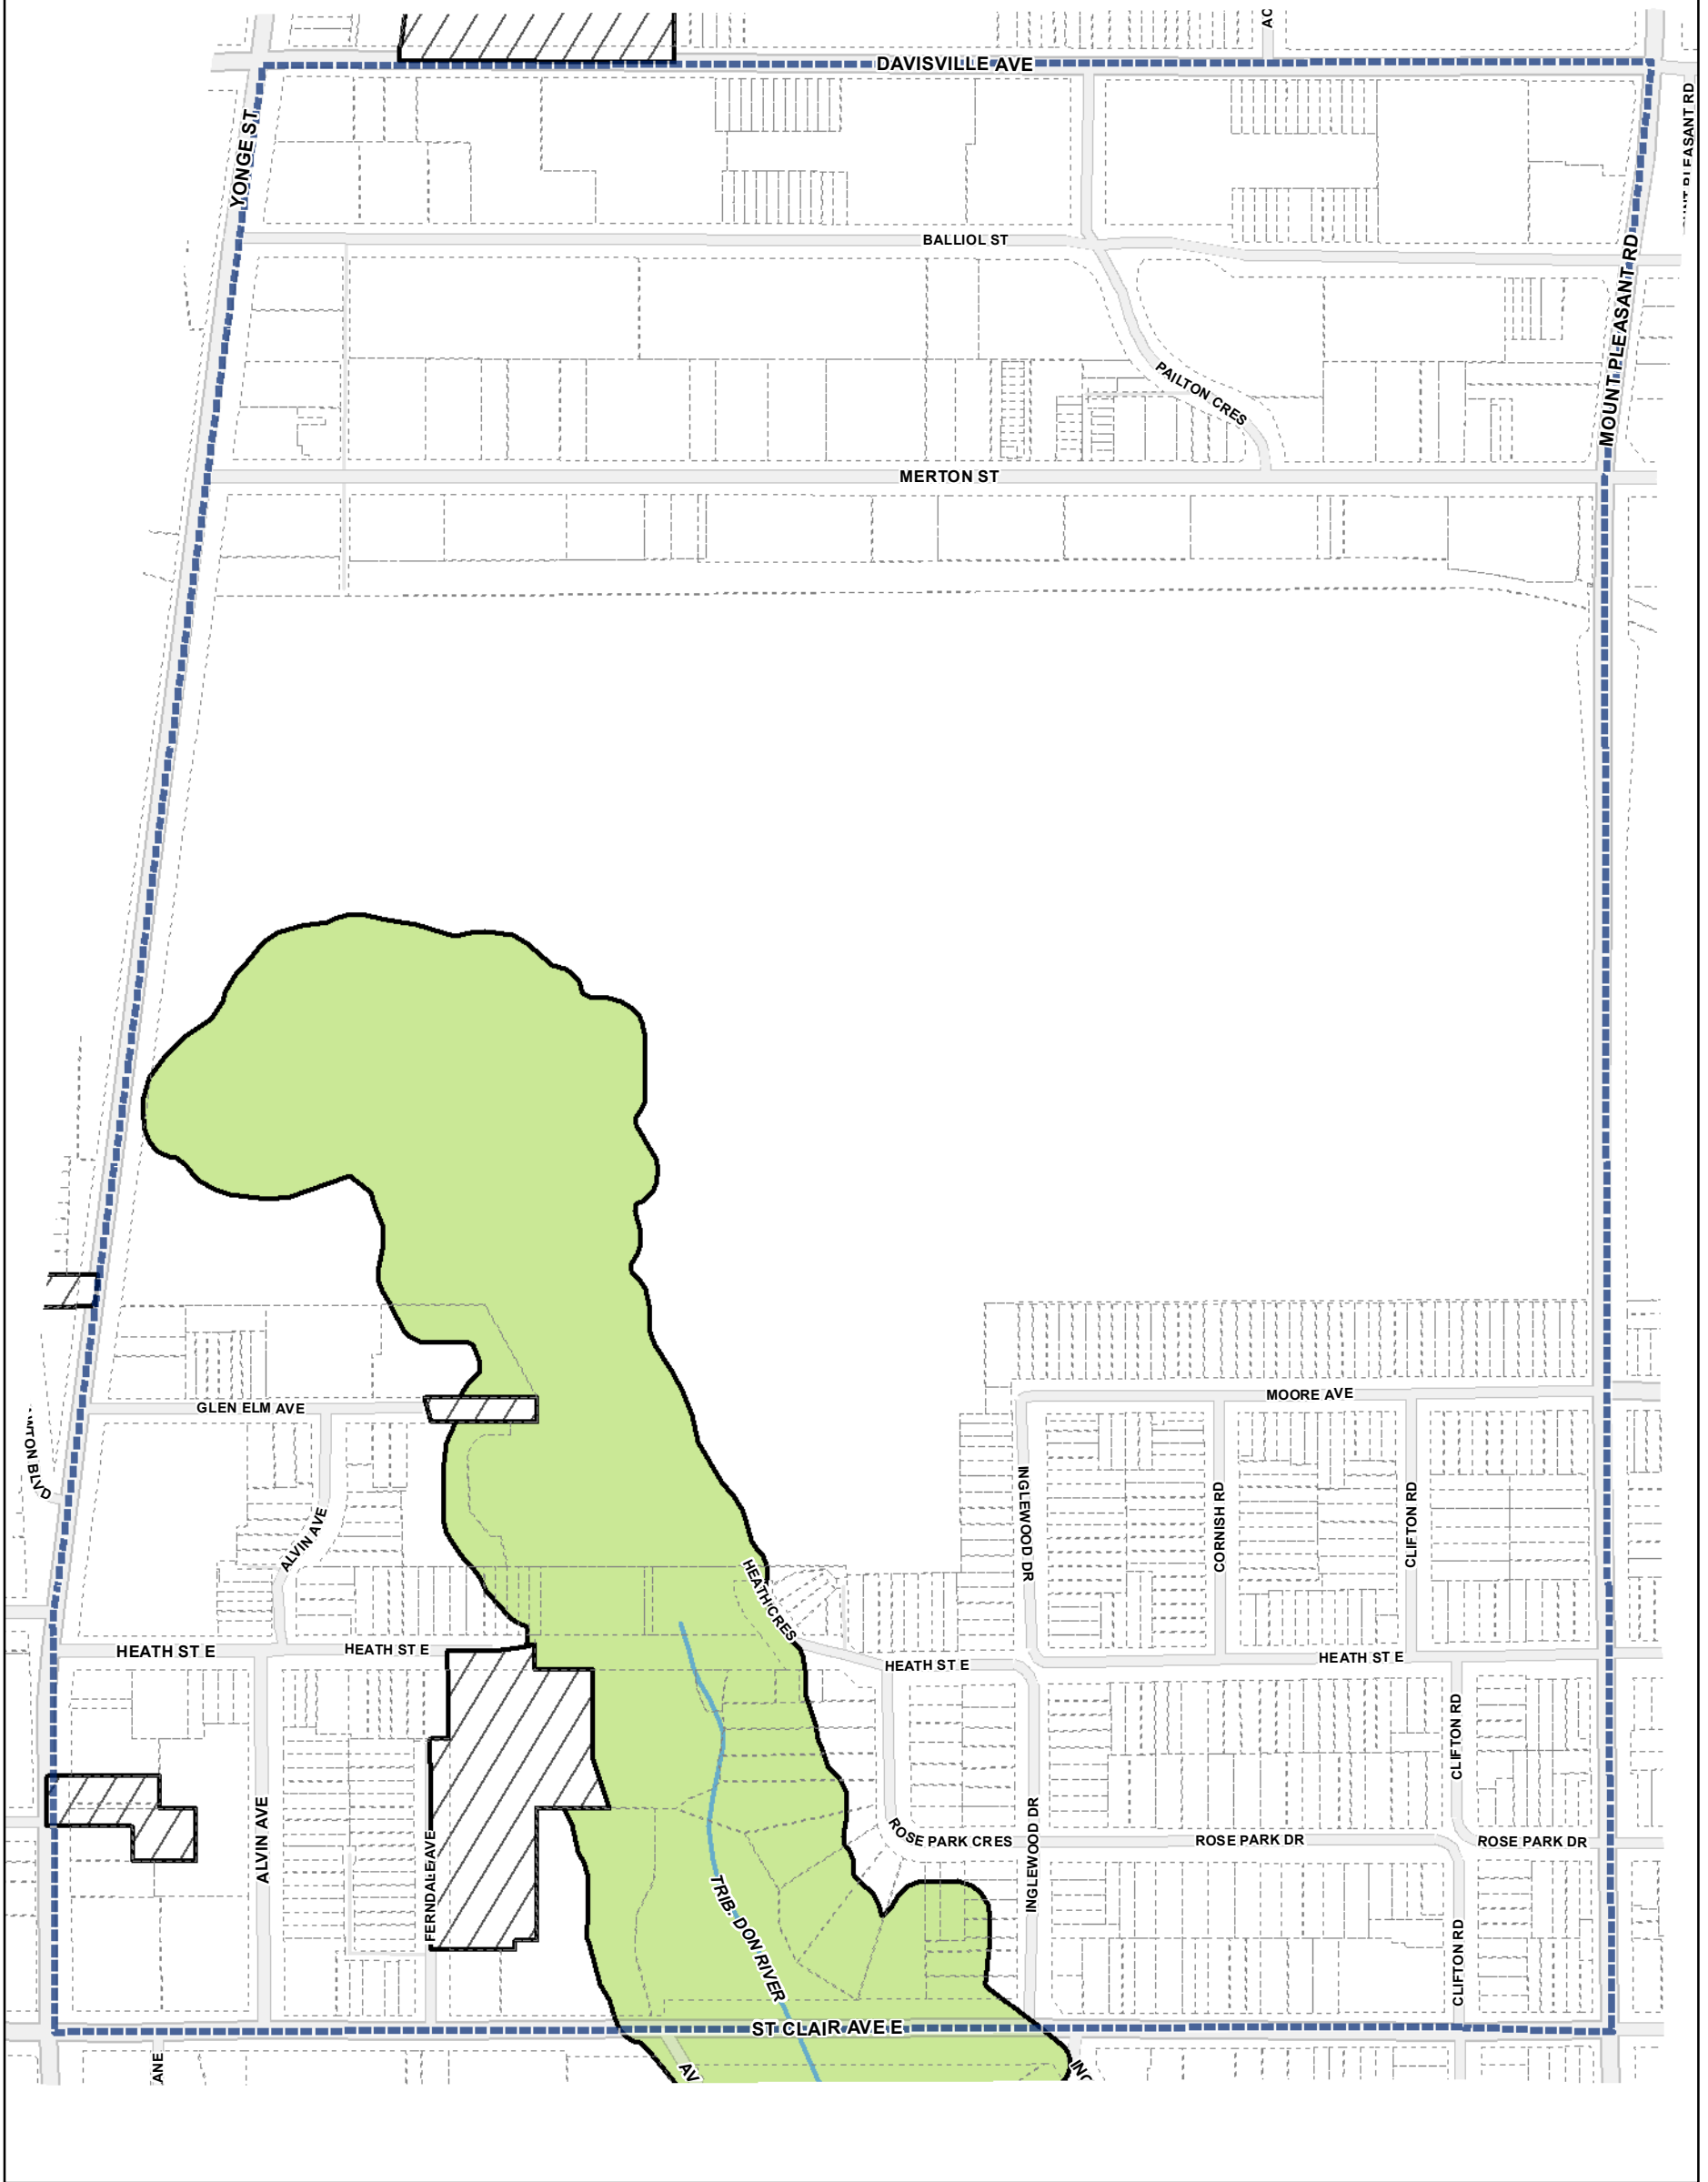 AC
DAVISVILLE AVE
YONGE ST
BALLIOL ST
MOUNT PLEASANT RD
PAILTON CRES
MERTON ST
MOORE AVE
GLEN ELM AVE
INGLEWOOD DR
CORNISH RD
CLIFTON RD
ALVIN AVE
HEATH CRES
HEATH ST E
HEATH ST E
HEATH ST E
HEATH ST E
CLIFTON RD
ALVIN AVE
FERNDALE AVE
INGLEWOOD DR
ROSE PARK CRES
ROSE PARK DR
ROSE PARK DR
TRIB. DON RIVER
CLIFTON RD
ST CLAIR AVE E
ANE
AV